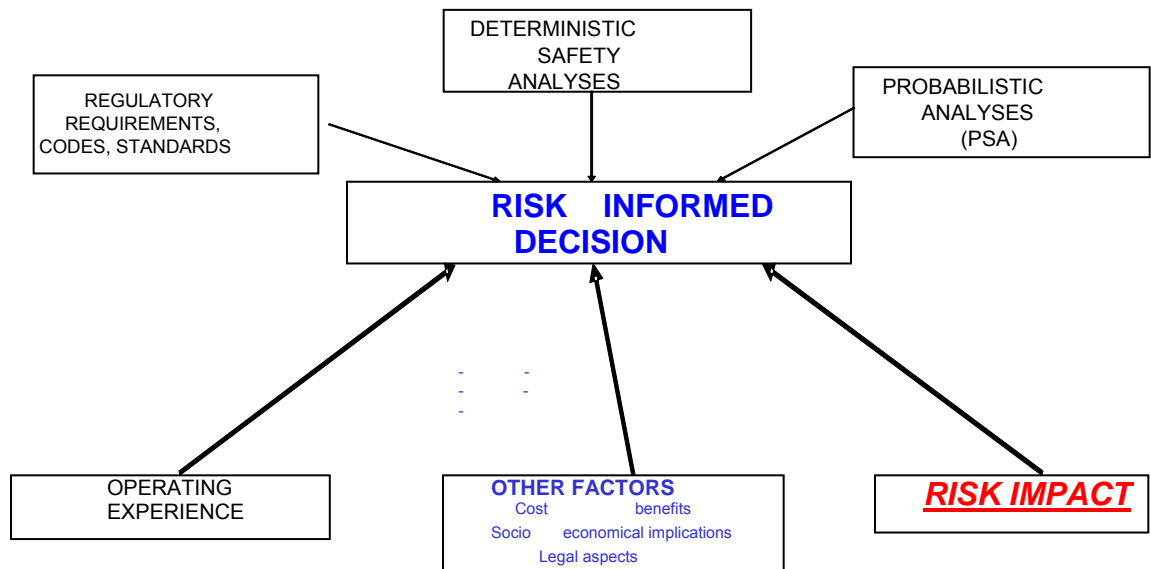 DETERMINISTIC
SAFETY
ANALYSES
REGULATORY
REQUIREMENTS,
CODES, STANDARDS
PROBABILISTIC
ANALYSES
(PSA)
RISK INFORMED
DECISION
- -
- -
-
OPERATING
EXPERIENCE
OTHER FACTORS
Cost benefits
Socio economical implications
Legal aspects
RISK IMPACT